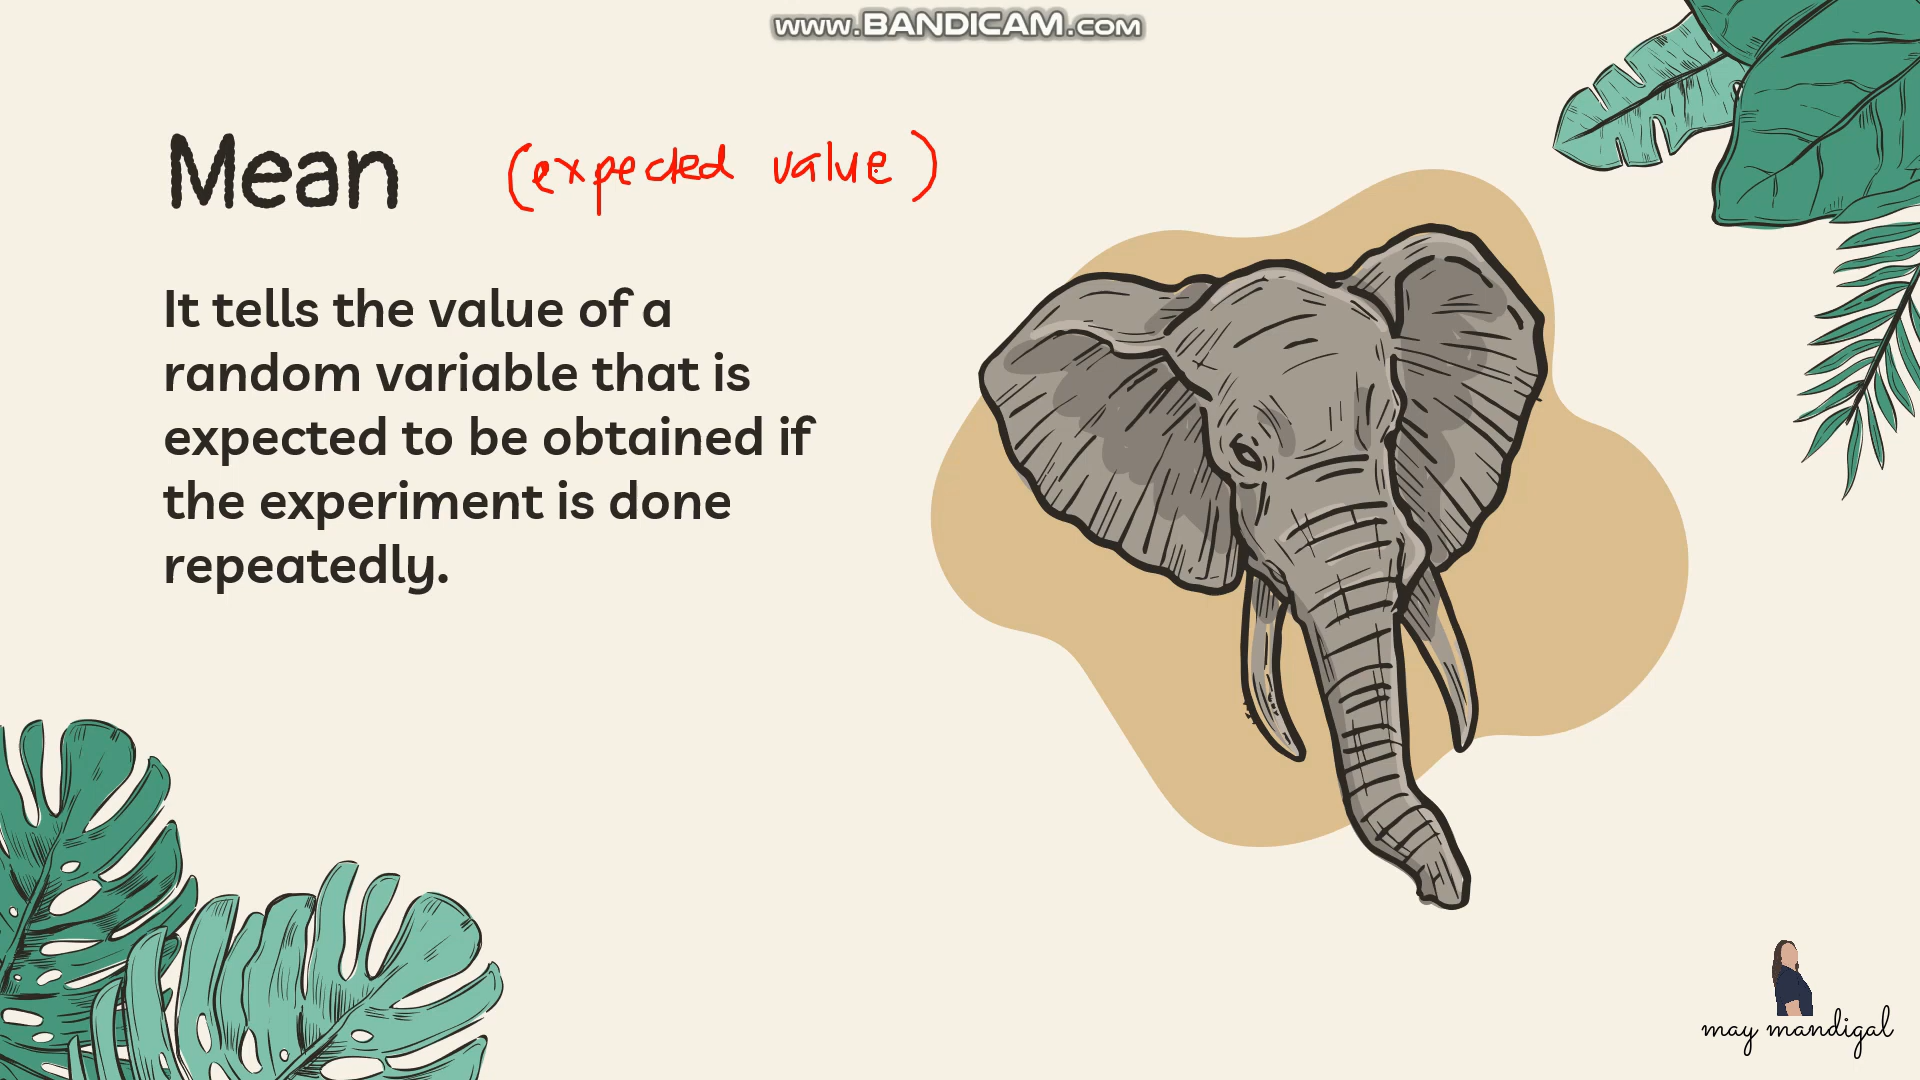 www.BANDICAM.com
Mean (expected value)
It tells the value of a
random variable that is
expected to be obtained if
the experiment is done
repeatedly.
may mandigal